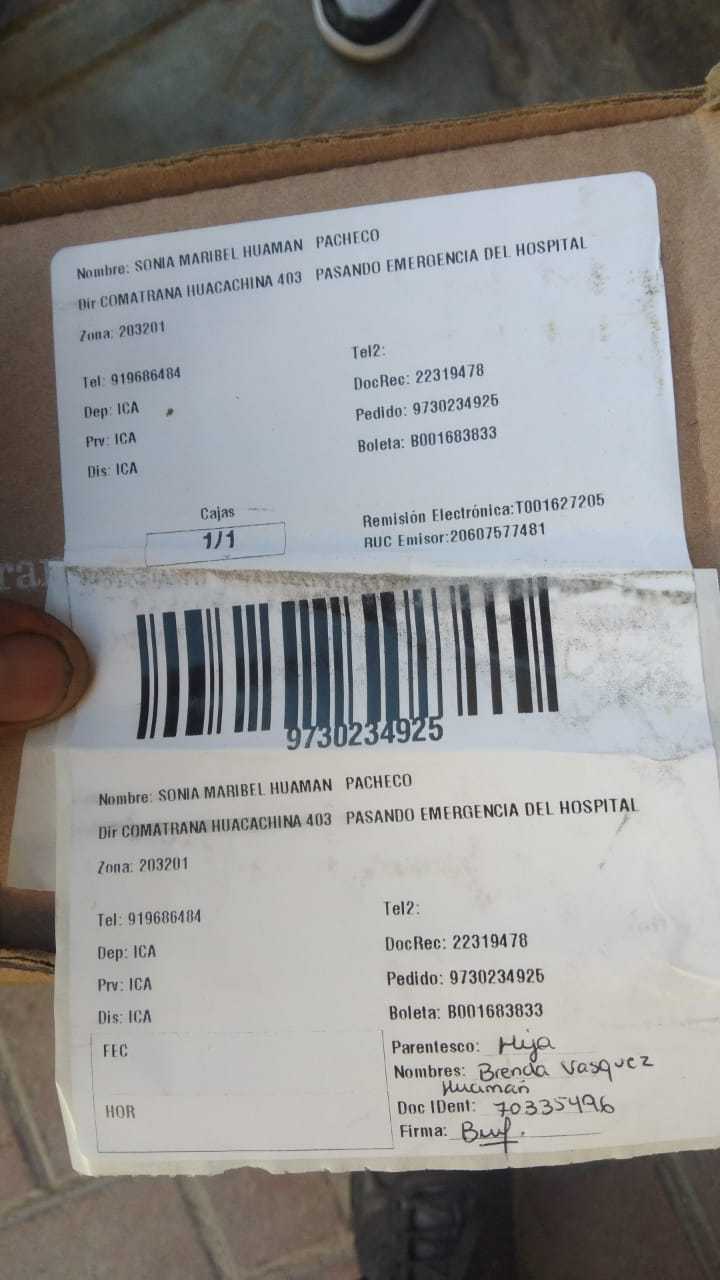 Nombre: SONIA MARIBEL HUAMAN PACHECO
Dir COMATRANA HUACACHINA 403 PASANDO EMERGENCIA DEL HOSPITAL
Zona: 203201
Tel: 919686484
Tel2:
Dep: ICA
DocRec: 22319478
Prv: ICA
Pedido: 9730234925
Dis: ICA
Boleta: B001683833
Cajas
1/1
Remisión Electrónica:T001627205
RUC Emisor:20607577481
9730234925
Nombre: SONIA MARIBEL HUAMAN PACHECO
Dir COMATRANA HUACACHINA 403 PASANDO EMERGENCIA DEL HOSPITAL
Zona: 203201
Tel: 919686484
Tel2:
Dep: ICA
DocRec: 22319478
Prv: ICA
Pedido: 9730234925
Dis: ICA
Boleta: B001683833
FEC
HOR
Parentesco: Hija
Nombres: Brenda Vasquez
Huamán
Doc IDent: 70335496
Firma: